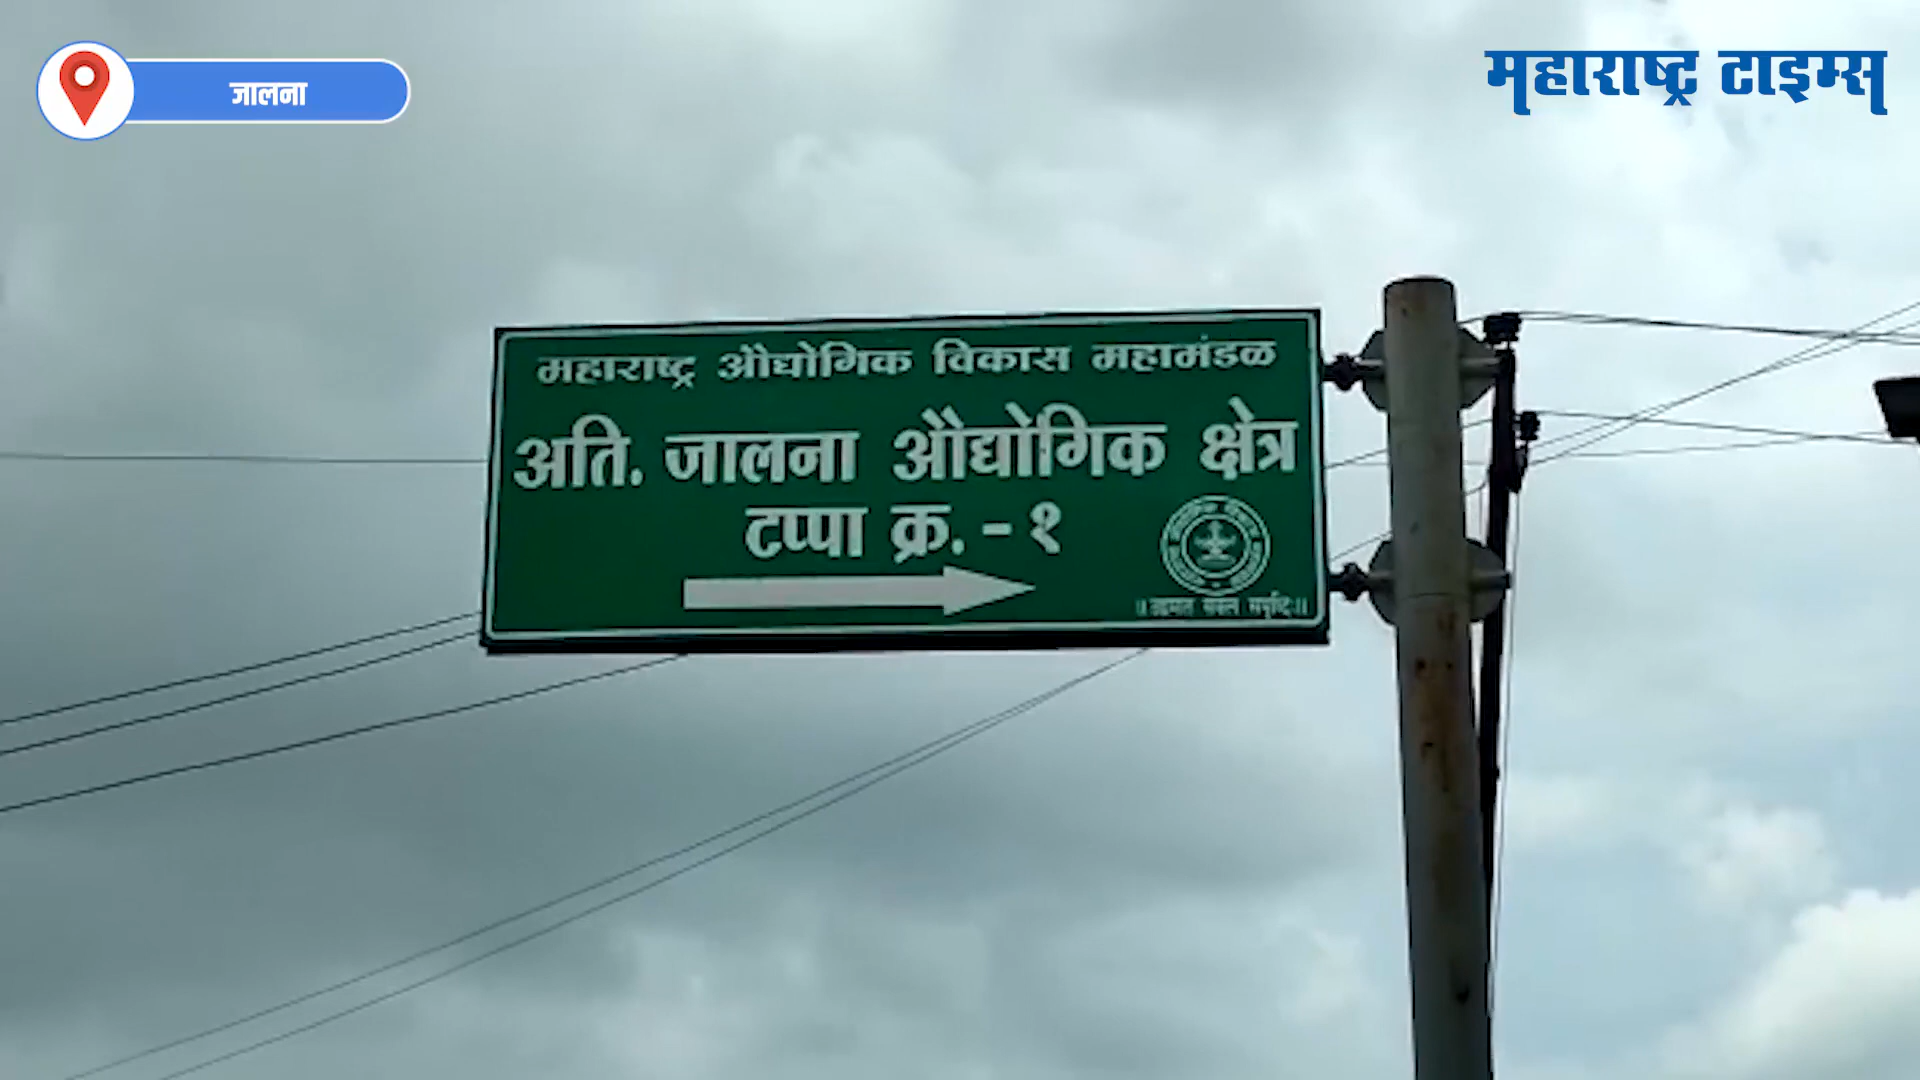 जालना
महाराष्ट्र टाइम्स
महाराष्ट्र औद्योगिक विकास महामंडळ
अति. जालना औद्योगिक क्षेत्र
टप्पा क्र. - १